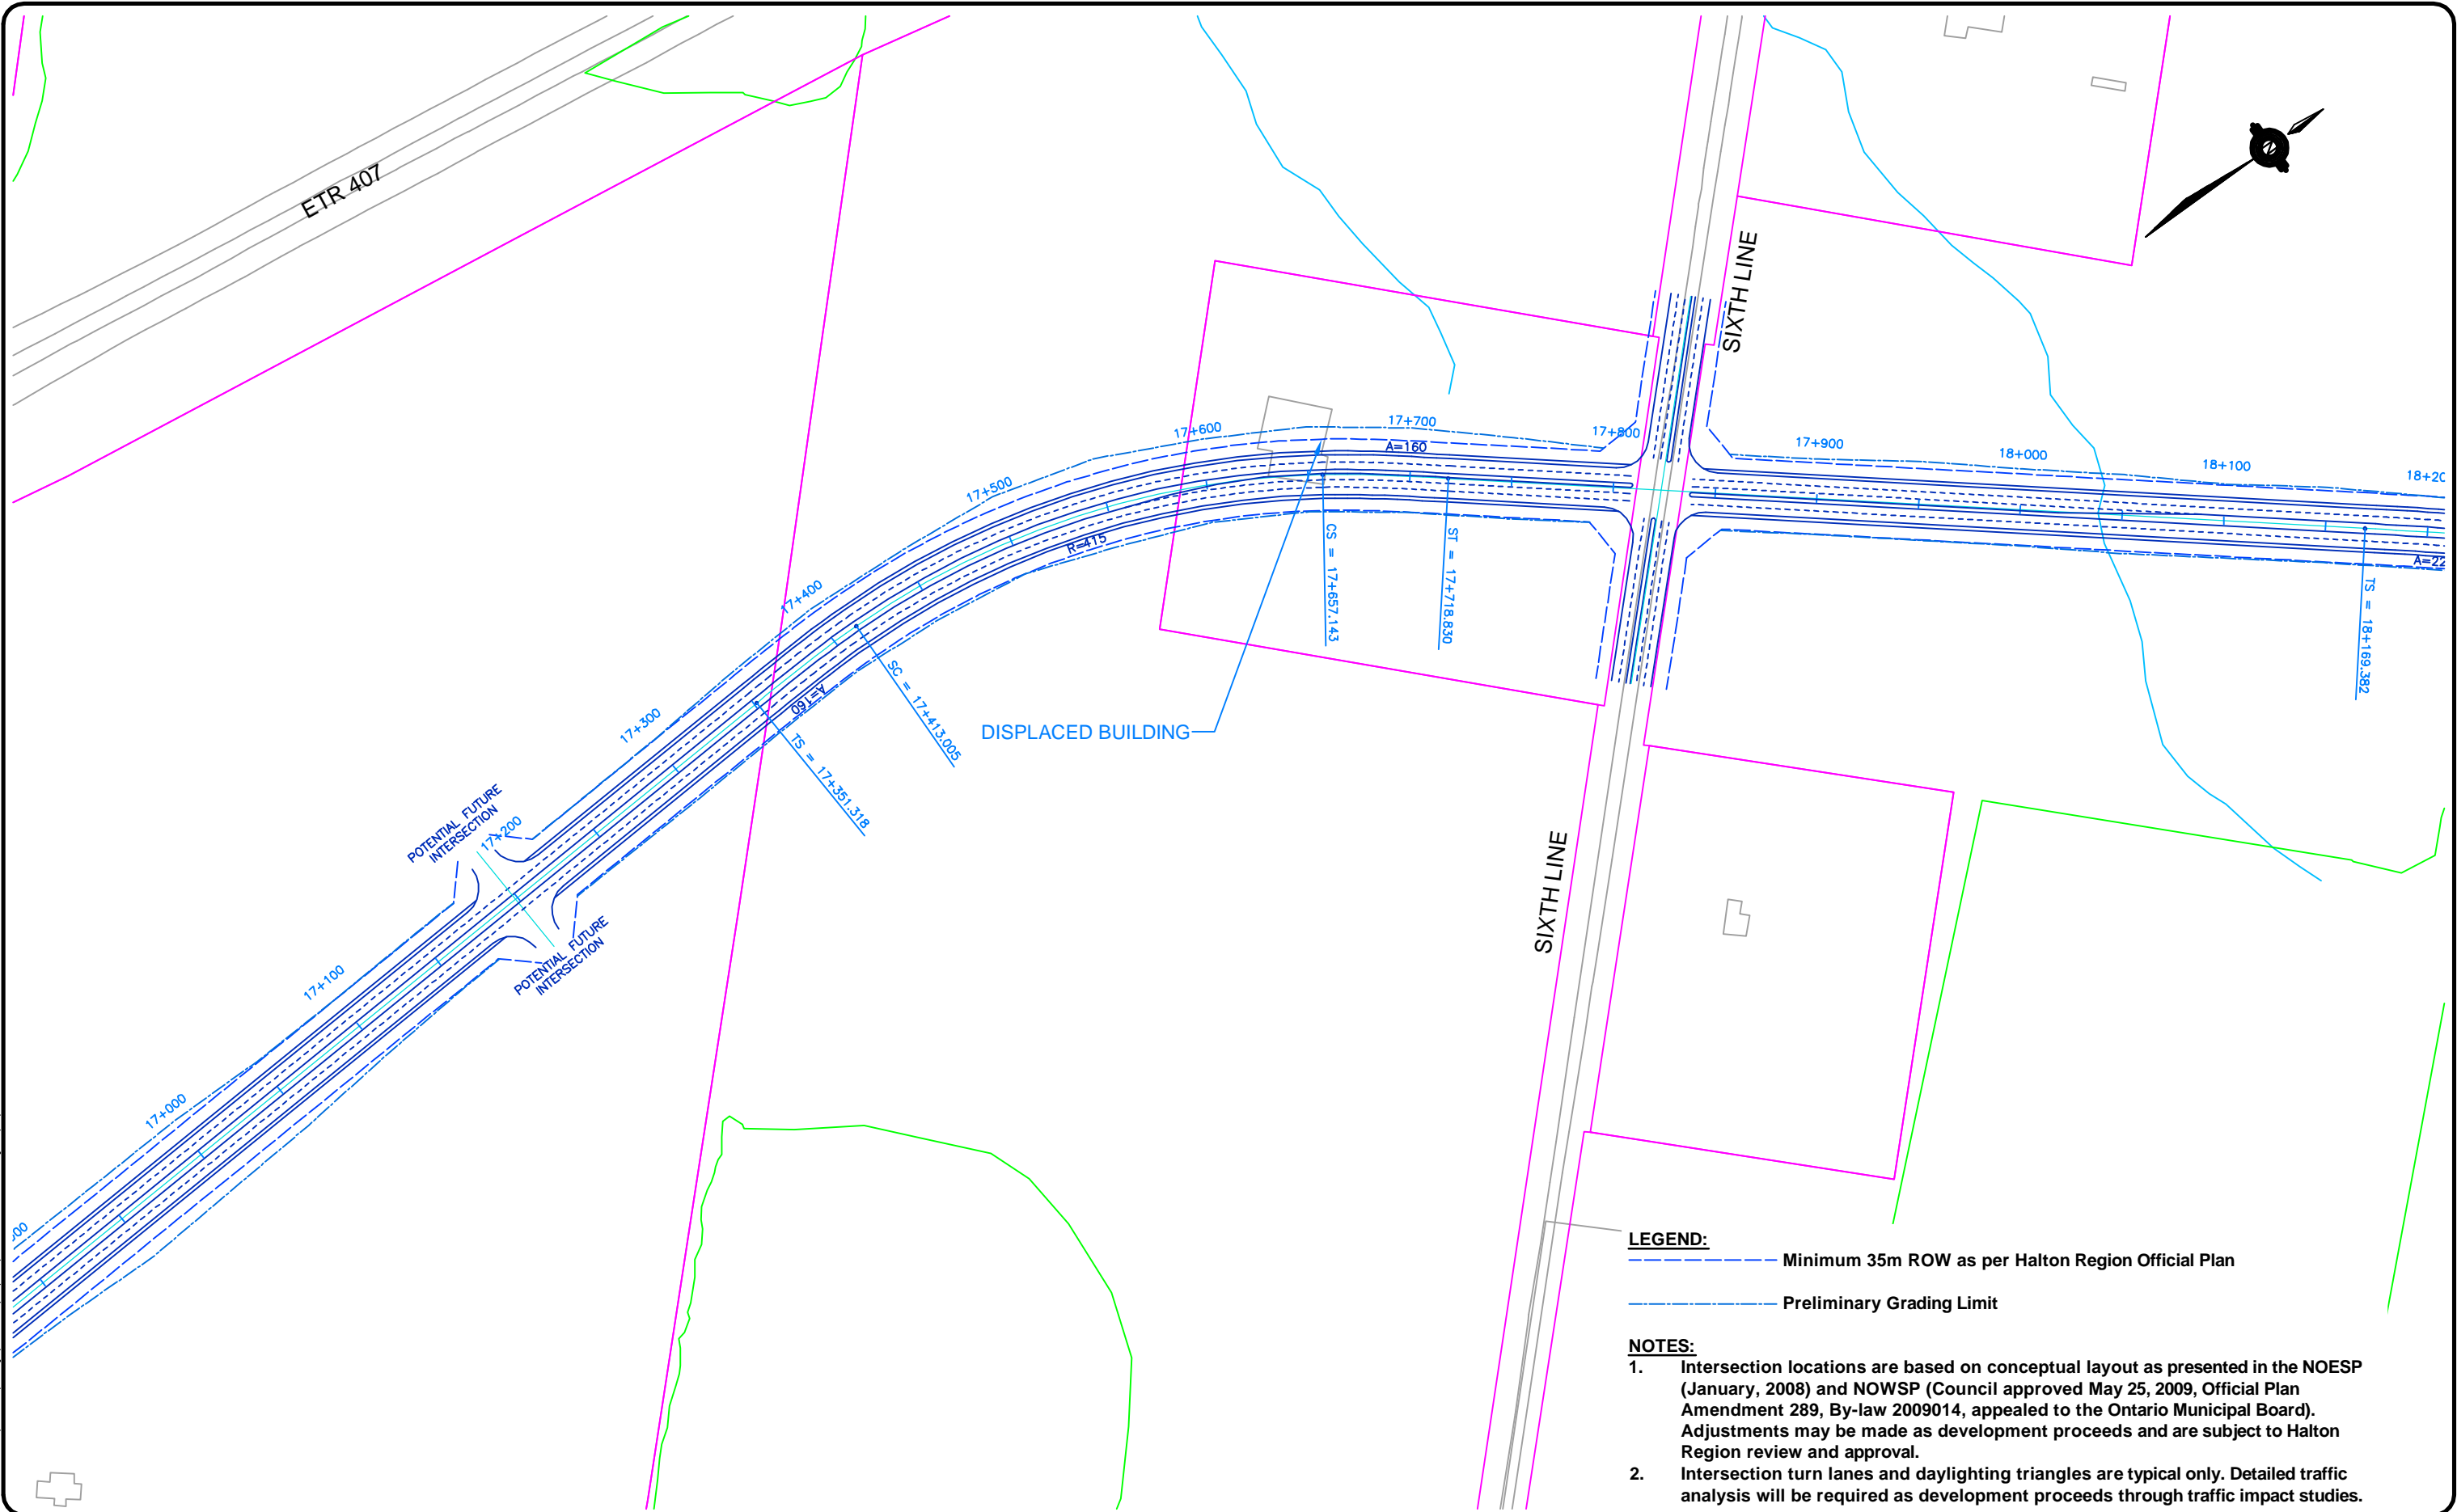 ETR 407
SIXTH LINE
17+600
17+700
A=160
17+800
17+900
18+000
18+100
18+20
17+500
R=415
CS = 17+657.143
ST = 17+718.830
A=22
TS = 18+169.382
17+400
SC = 17+413.005
A=160
17+300
TS = 17+351.318
DISPLACED BUILDING
POTENTIAL FUTURE
INTERSECTION
17+200
SIXTH LINE
POTENTIAL FUTURE
INTERSECTION
17+100
17+000
LEGEND:
Minimum 35m ROW as per Halton Region Official Plan
Preliminary Grading Limit
NOTES:
1. Intersection locations are based on conceptual layout as presented in the NOESP
(January, 2008) and NOWSP (Council approved May 25, 2009, Official Plan
Amendment 289, By-law 2009014, appealed to the Ontario Municipal Board).
Adjustments may be made as development proceeds and are subject to Halton
Region review and approval.
2. Intersection turn lanes and daylighting triangles are typical only. Detailed traffic
analysis will be required as development proceeds through traffic impact studies.